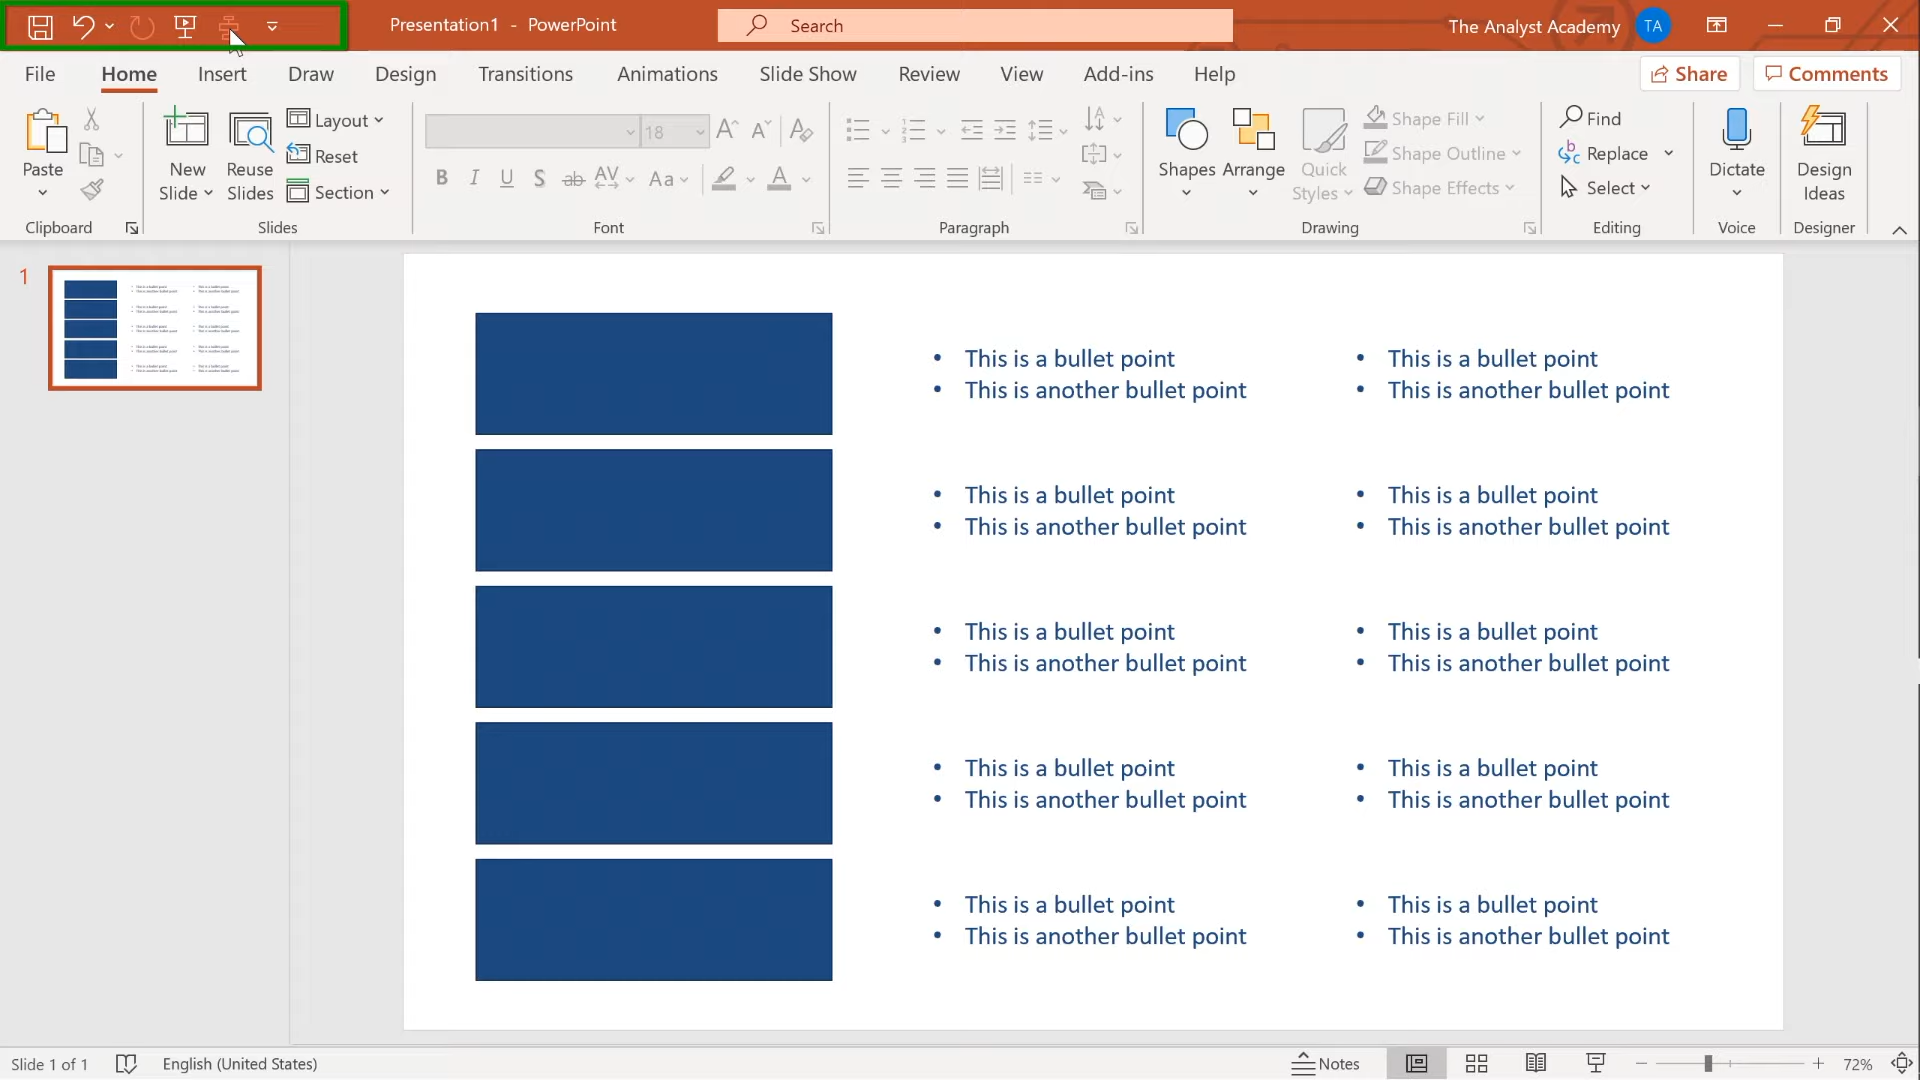 Presentation1 - PowerPoint
Search
The Analyst Academy TA
File Home Insert Draw Design Transitions Animations Slide Show Review View Add-ins Help
Share Comments
Paste
New Slide
Reuse Slides
Layout
Reset
Section
18
B I U S ab AV Aa A
Shapes
Arrange
Quick Styles
Shape Fill
Shape Outline
Shape Effects
Find
Replace
Select
Dictate
Design Ideas
Clipboard Slides Font Paragraph Drawing Editing Voice Designer
1
• This is a bullet point
• This is another bullet point
• This is a bullet point
• This is another bullet point
• This is a bullet point
• This is another bullet point
• This is a bullet point
• This is another bullet point
• This is a bullet point
• This is another bullet point
• This is a bullet point
• This is another bullet point
• This is a bullet point
• This is another bullet point
• This is a bullet point
• This is another bullet point
• This is a bullet point
• This is another bullet point
• This is a bullet point
• This is another bullet point
Slide 1 of 1 English (United States) Notes 72%